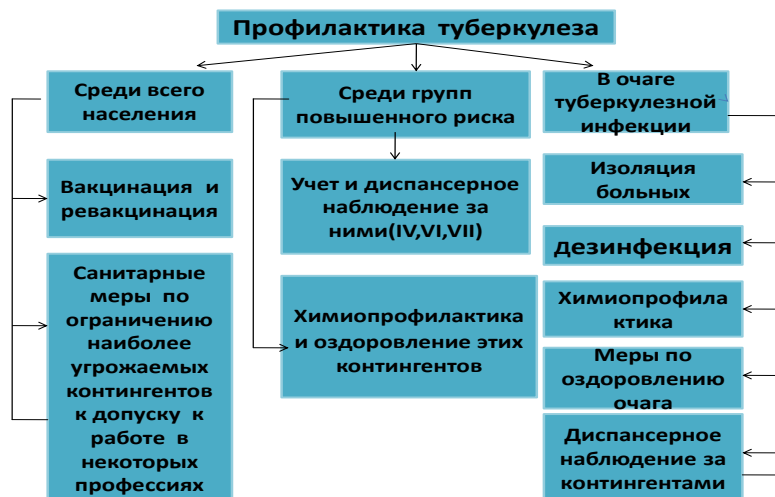 Профилактика туберкулеза
Среди всего
населения
Вакцинация и
ревакцинация
Санитарные
меры по
ограничению
наиболее
угрожаемых
контингентов
к допуску к
работе в
некоторых
профессиях
Среди групп
повышенного риска
Учет и диспансерное
наблюдение за
ними(IV,VI,VII)
Химиопрофилактика
и оздоровление этих
контингентов
В очаге
туберкулезной
инфекции
Изоляция
больных
дезинфекция
Химиопрофила
ктика
Меры по
оздоровлению
очага
Диспансерное
наблюдение за
контингентами